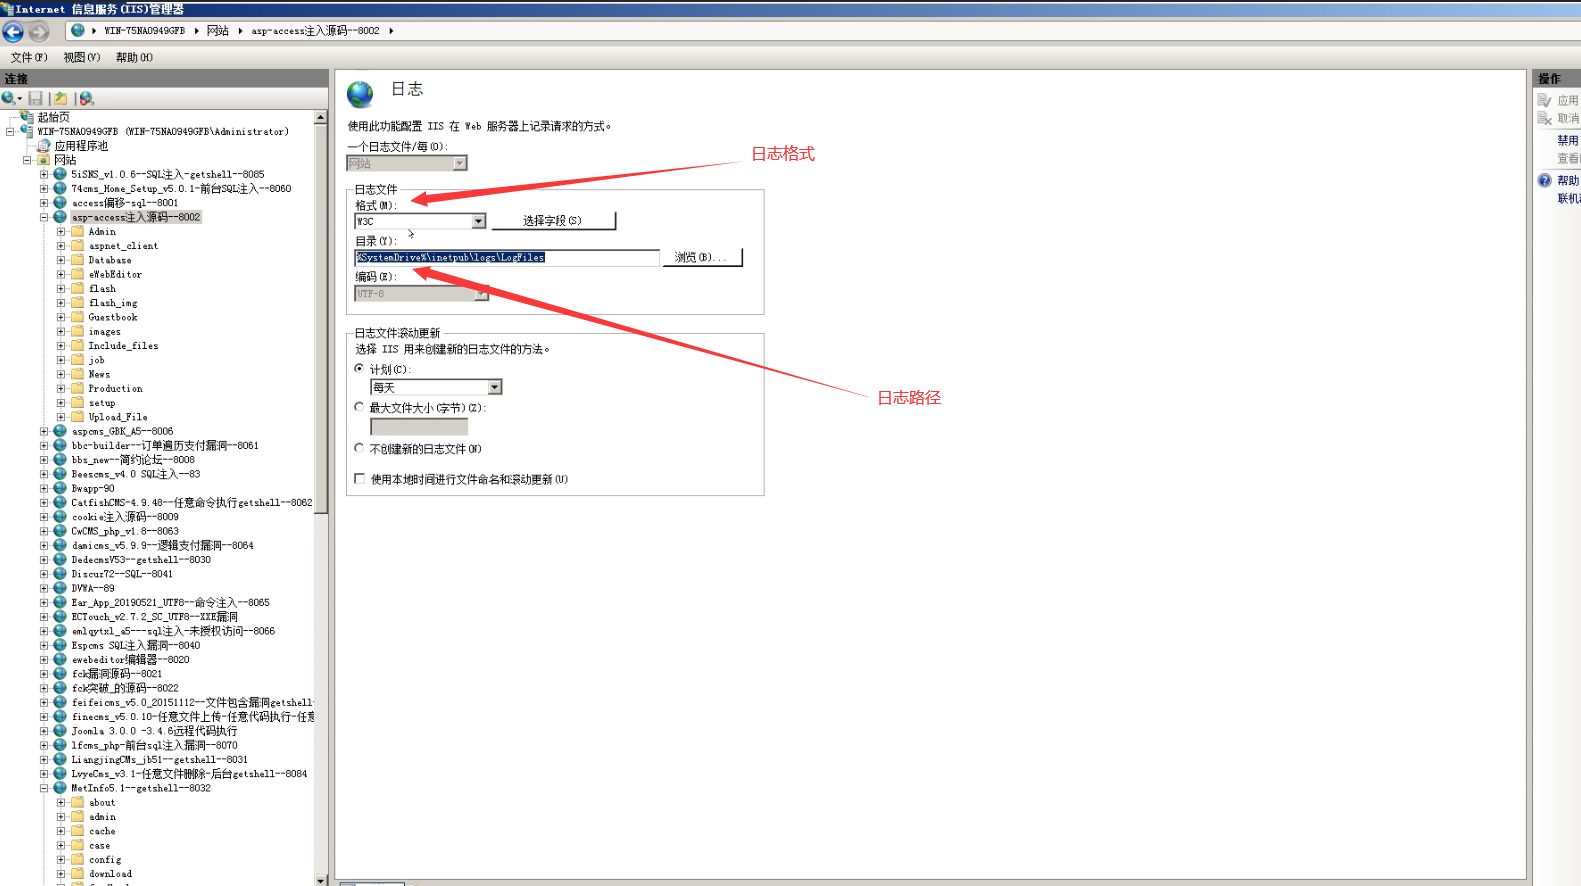 Internet 信息服务(IIS)管理器
WIN-75NA0949GFB ▸ 网站 ▸ asp-access注入源码--8002
文件(F) 视图(V) 帮助(H)
连接
起始页
WIN-75NA0949GFB (WIN-75NA0949GFB\Administrator)
应用程序池
网站
5iSNS_v1.0.6--SQL注入-getshell--8085
74cms_Home_Setup_v5.0.1-前台SQL注入--8060
access偏移-sql--8001
asp-access注入源码--8002
Admin
aspnet_client
Database
eWebEditor
flash
flash_img
Guestbook
images
Include_files
job
News
Production
setup
Upload_File
aspcms_GBK_A5--8006
bbc-builder--订单遍历支付漏洞--8061
bbs_new--简约论坛--8008
Beescms_v4.0 SQL注入--83
Bwapp-90
CatfishCMS-4.9.48--任意命令执行getshell--8062
cookie注入源码--8009
CwCMS_php_v1.8--8063
damicms_v5.9.9--逻辑支付漏洞--8064
DedecmsV53--getshell--8030
Discuz72--SQL--8041
DVWA--89
Ear_App_20190521_UTF8--命令注入--8065
ECTouch_v2.7.2_SC_UTF8--XXE漏洞
emlqytxl_a5---sql注入-未授权访问--8066
Espcms SQL注入漏洞--8040
ewebeditor编辑器--8020
fck漏洞源码--8021
fck突破_的源码--8022
feifeicms_v5.0_20151112--文件包含漏洞getshell
finecms_v5.0.10-任意文件上传-任意代码执行-任意
Joomla 3.0.0 -3.4.6远程代码执行
lfcms_php-前台sql注入漏洞--8070
LiangjingCMs_jb51--getshell--8031
LvyeCms_v3.1-任意文件删除-后台getshell--8084
MetInfo5.1--getshell--8032
about
admin
cache
case
config
download
日志
使用此功能配置 IIS 在 Web 服务器上记录请求的方式。
一个日志文件/每(O):
网站
日志格式
日志文件
格式(M):
W3C 选择字段(S)
目录(Y):
%SystemDrive%\inetpub\logs\LogFiles 浏览(B)...
编码(E):
UTF-8
日志文件滚动更新
选择 IIS 用来创建新的日志文件的方法。
计划(C):
每天
日志路径
最大文件大小(字节)(Z):
不创建新的日志文件(N)
使用本地时间进行文件命名和滚动更新(U)
操作
应用
取消
禁用
查看
帮助
联机